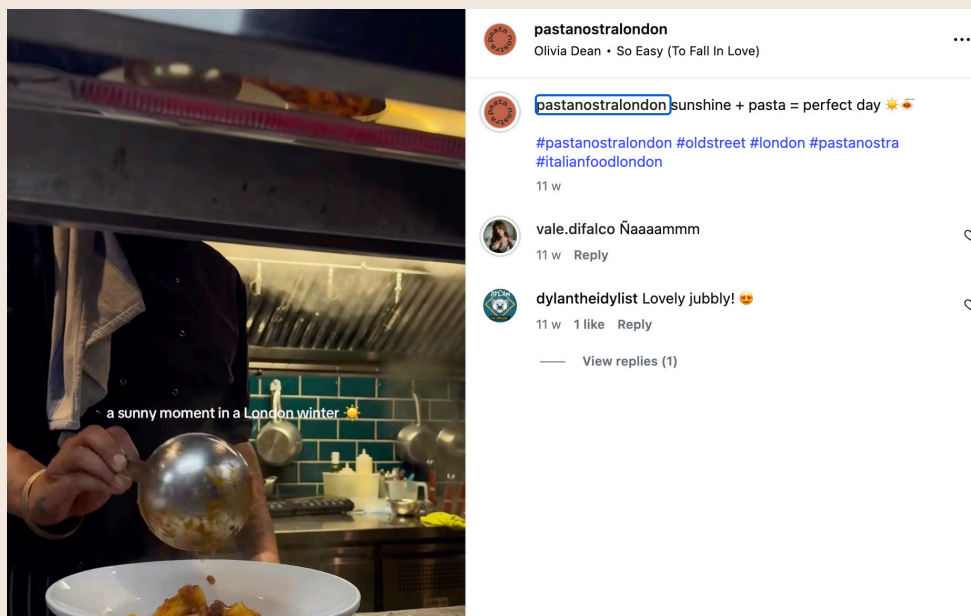 a sunny moment in a London winter ☀️
pastanostralondon
Olivia Dean • So Easy (To Fall In Love)
pastanostralondon sunshine + pasta = perfect day ☀️🍝
#pastanostralondon #oldstreet #london #pastanostra
#italianfoodlondon
11 w
vale.difalco Ñaaaammm
11 w Reply
dylantheidylist Lovely jubbly! 😍
11 w 1 like Reply
View replies (1)